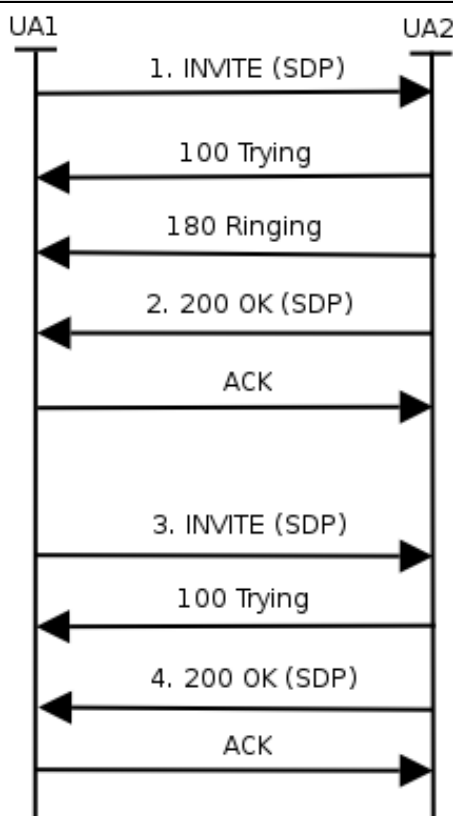 UA1
UA2
1. INVITE (SDP)
100 Trying
180 Ringing
2. 200 OK (SDP)
ACK
3. INVITE (SDP)
100 Trying
4. 200 OK (SDP)
ACK